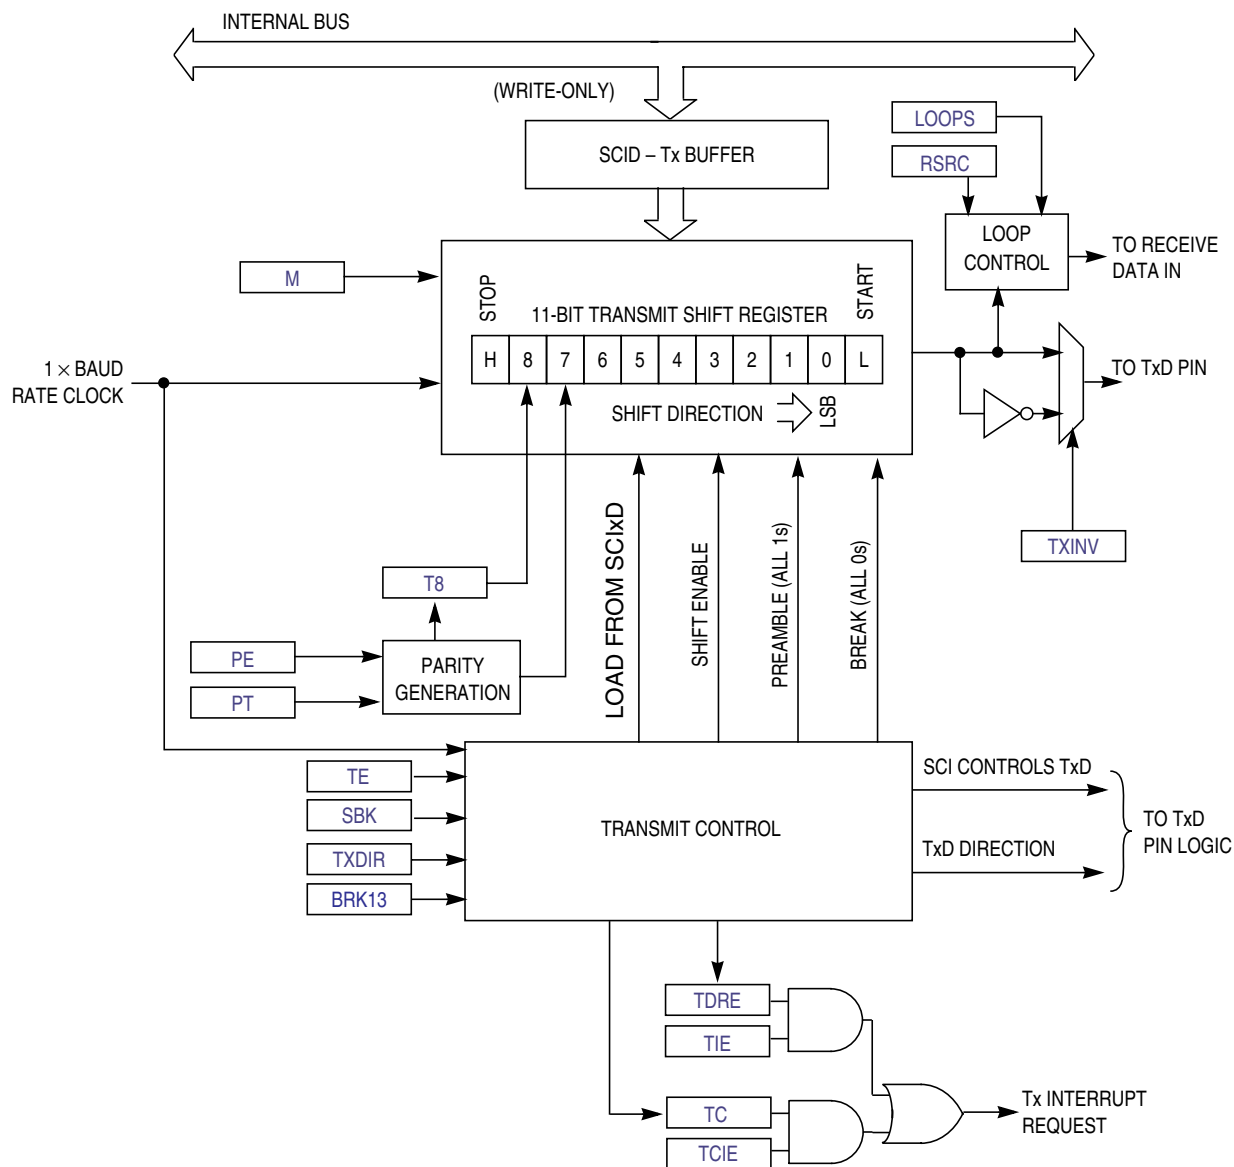 INTERNAL BUS
(WRITE-ONLY)
SCID – Tx BUFFER
LOOPS
RSRC
LOOP
CONTROL
TO RECEIVE
DATA IN
M
STOP
11-BIT TRANSMIT SHIFT REGISTER
START
H 8 7 6 5 4 3 2 1 0 L
SHIFT DIRECTION
LSB
1 × BAUD
RATE CLOCK
TO TxD PIN
TXINV
T8
PE
PT
PARITY
GENERATION
LOAD FROM SCIxD
SHIFT ENABLE
PREAMBLE (ALL 1s)
BREAK (ALL 0s)
TE
SBK
TXDIR
BRK13
TRANSMIT CONTROL
SCI CONTROLS TxD
TxD DIRECTION
TO TxD
PIN LOGIC
TDRE
TIE
TC
TCIE
Tx INTERRUPT
REQUEST